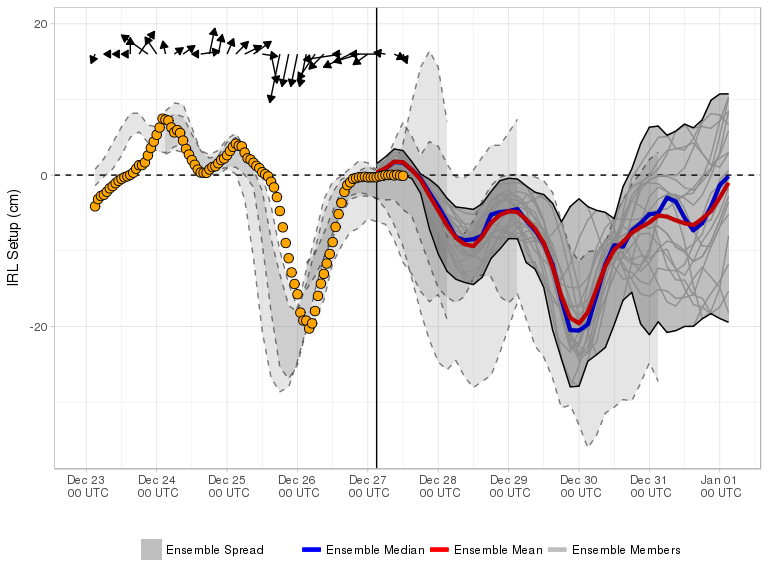 20
0
-20
IRL Setup (cm)
Dec 23 Dec 24 Dec 25 Dec 26 Dec 27 Dec 28 Dec 29 Dec 30 Dec 31 Jan 01
00 UTC 00 UTC 00 UTC 00 UTC 00 UTC 00 UTC 00 UTC 00 UTC 00 UTC 00 UTC
Ensemble Spread Ensemble Median Ensemble Mean Ensemble Members